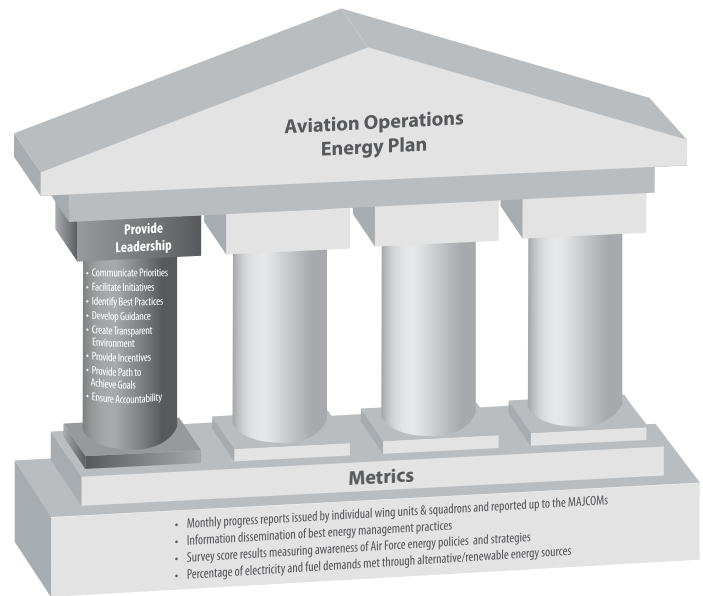 Aviation Operations
Energy Plan
Provide
Leadership
• Communicate Priorities
• Facilitate Initiatives
• Identify Best Practices
• Develop Guidance
• Create Transparent
Environment
• Provide Incentives
• Provide Path to
Achieve Goals
• Ensure Accountability
Metrics
• Monthly progress reports issued by individual wing units & squadrons and reported up to the MAJCOMs
• Information dissemination of best energy management practices
• Survey score results measuring awareness of Air Force energy policies and strategies
• Percentage of electricity and fuel demands met through alternative/renewable energy sources